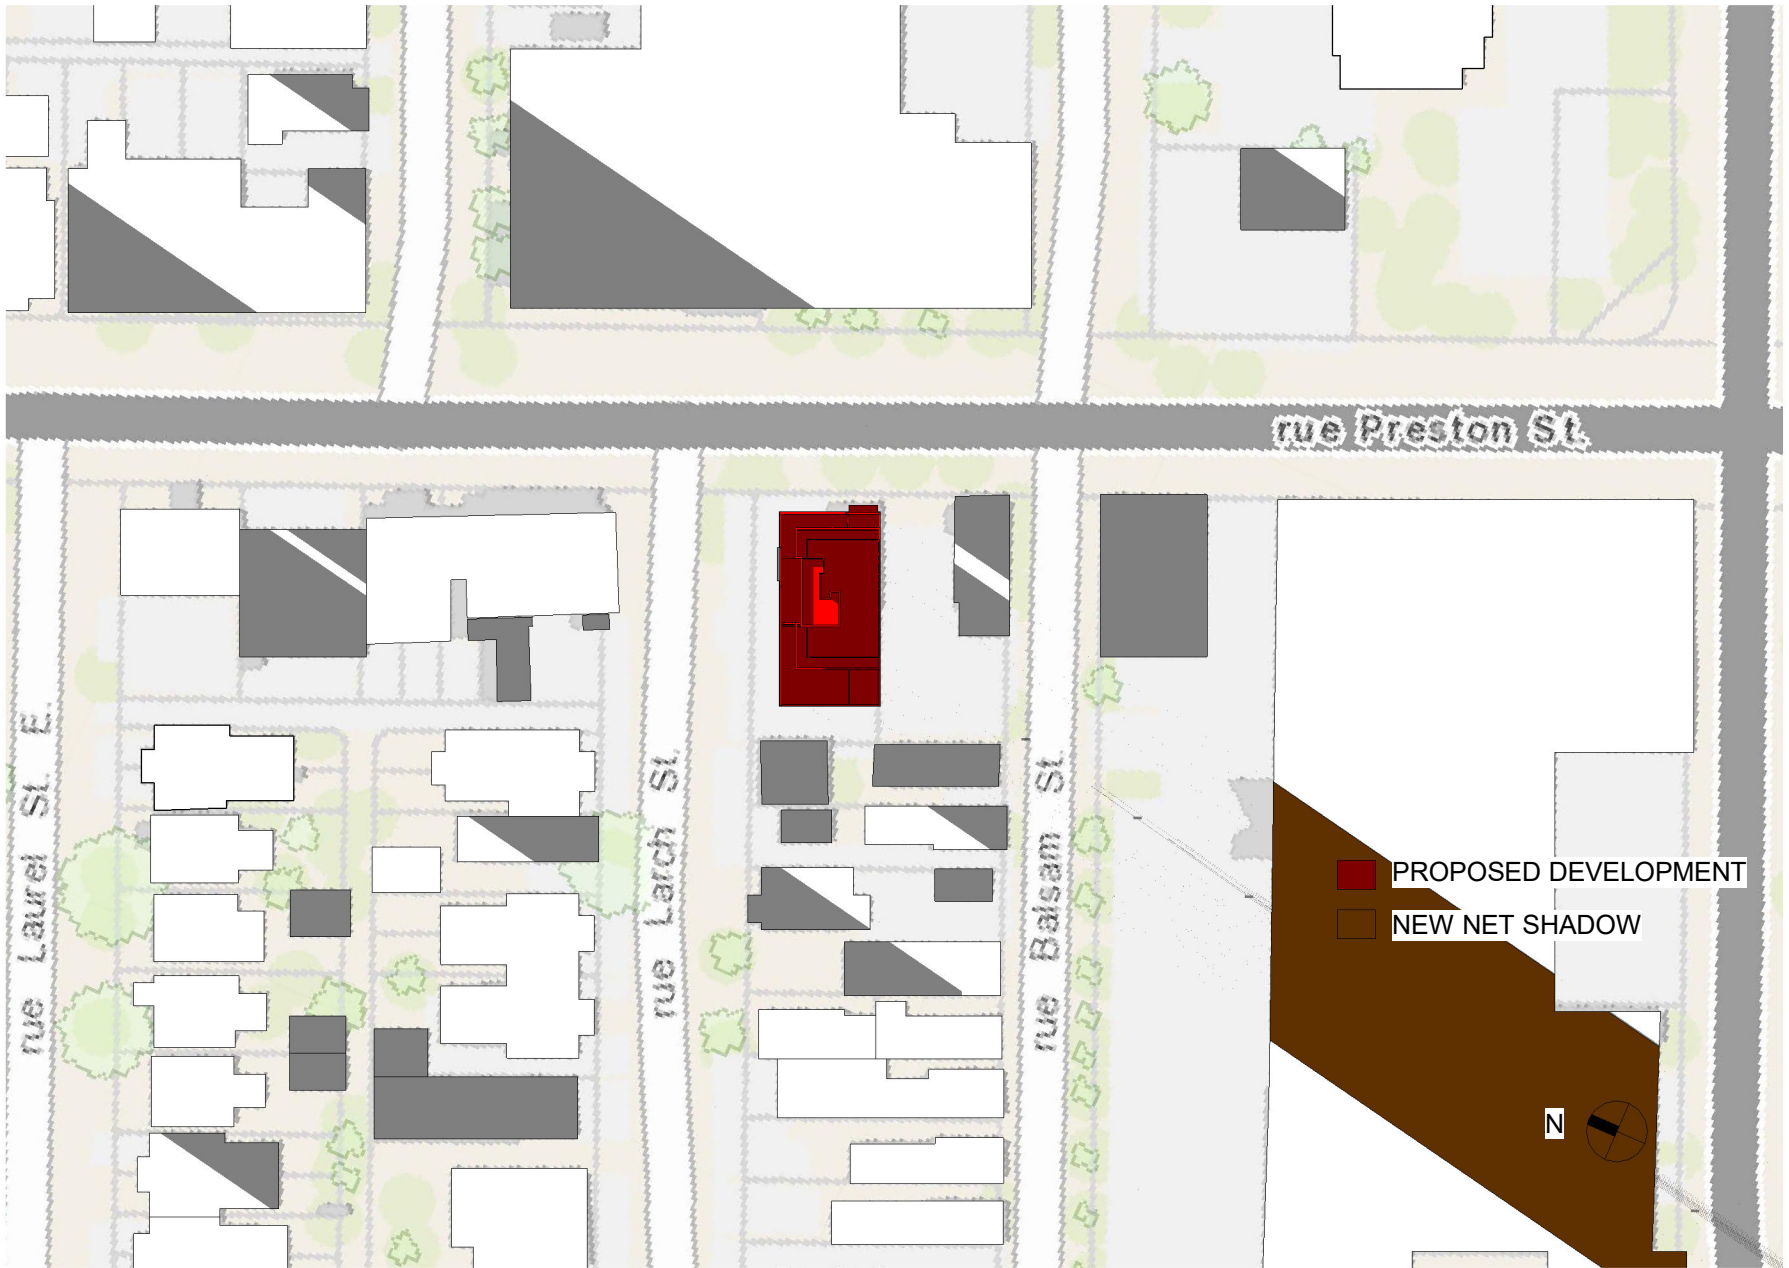 rue Preston St.
rue Laurel St. E.
rue Larch St.
rue Balsam St.
PROPOSED DEVELOPMENT
NEW NET SHADOW
N